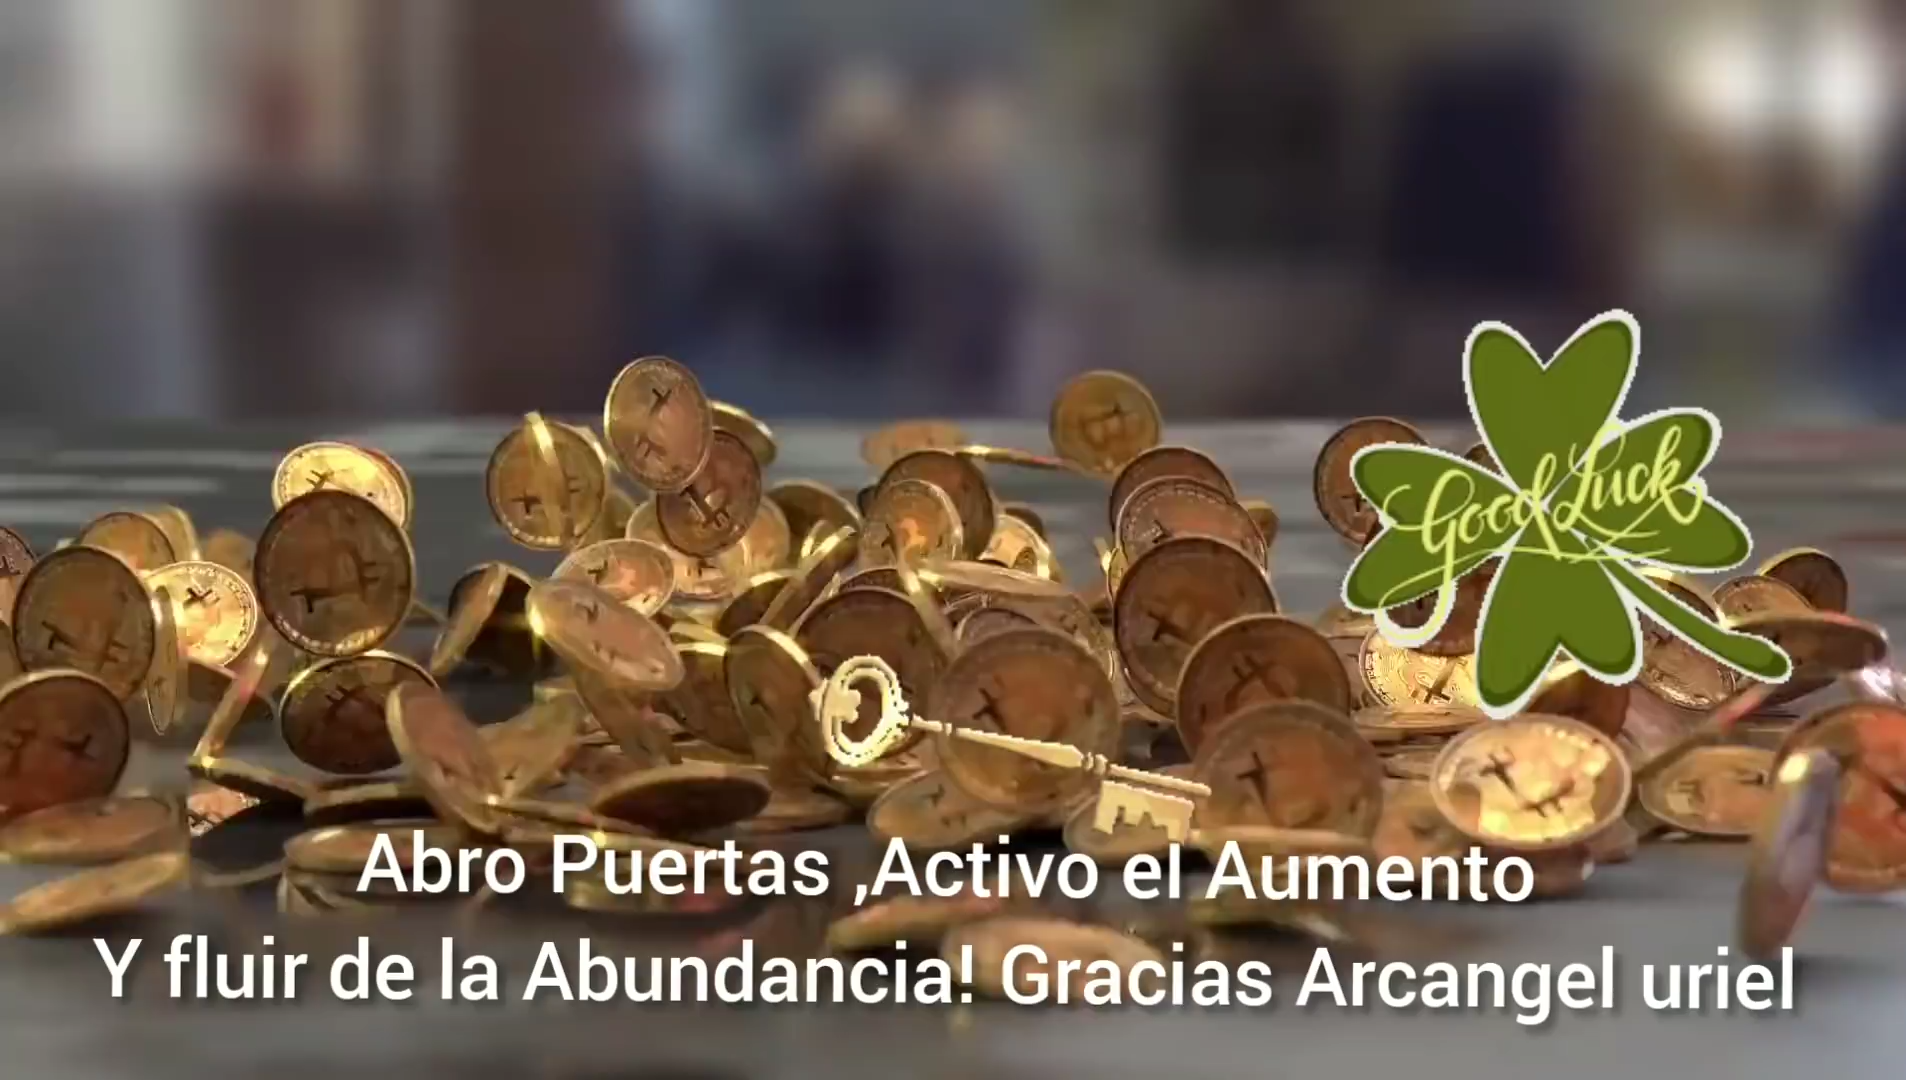 Good Luck
Abro Puertas ,Activo el Aumento
Y fluir de la Abundancia! Gracias Arcangel uriel